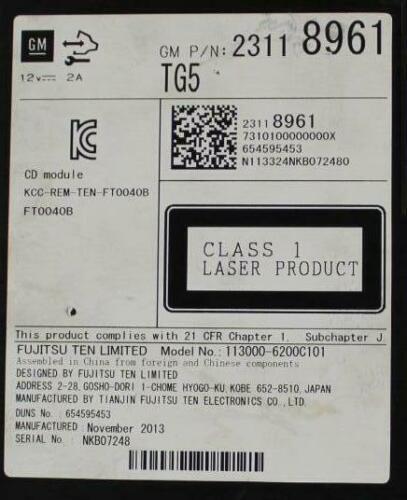 GM
GM P/N: 2311 8961
12v⎓ 2A
TG5
2311 8961
7310100000000X
654595453
N113324NKB072480
CD module
KCC-REM-TEN-FT0040B
FT0040B
CLASS 1
LASER PRODUCT
This product complies with 21 CFR Chapter 1. Subchapter J.
FUJITSU TEN LIMITED Model No.: 113000-6200C101
Assembled in China from foreign and Chinese components
DESIGNED BY FUJITSU TEN LIMITED
ADDRESS 2-28, GOSHO-DORI 1-CHOME HYOGO-KU, KOBE 652-8510, JAPAN
MANUFACTURED BY TIANJIN FUJITSU TEN ELECTRONICS CO., LTD.
DUNS No. : 654595453
MANUFACTURED November 2013
SERIAL No. : NKB07248